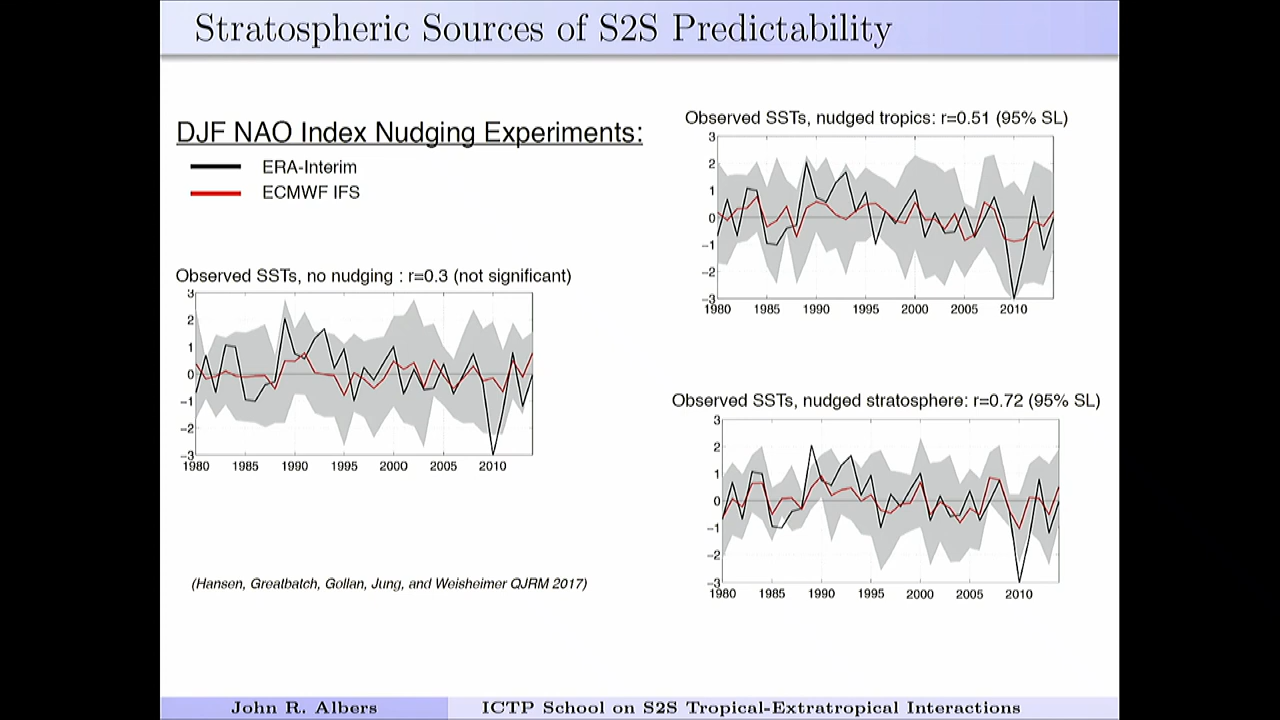 Stratospheric Sources of S2S Predictability
DJF NAO Index Nudging Experiments:
ERA-Interim
ECMWF IFS
Observed SSTs, no nudging : r=0.3 (not significant)
3
2
1
0
−1
−2
−3
1980 1985 1990 1995 2000 2005 2010
(Hansen, Greatbatch, Gollan, Jung, and Weisheimer QJRM 2017)
Observed SSTs, nudged tropics: r=0.51 (95% SL)
3
2
1
0
−1
−2
−3
1980 1985 1990 1995 2000 2005 2010
Observed SSTs, nudged stratosphere: r=0.72 (95% SL)
3
2
1
0
−1
−2
−3
1980 1985 1990 1995 2000 2005 2010
John R. Albers
ICTP School on S2S Tropical-Extratropical Interactions